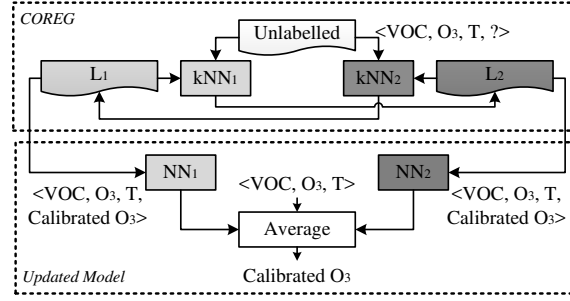 COREG
Unlabelled
<VOC, O₃, T, ?>
L₁
kNN₁
kNN₂
L₂
NN₁
NN₂
<VOC, O₃, T,
Calibrated O₃>
<VOC, O₃, T>
<VOC, O₃, T,
Calibrated O₃>
Average
Updated Model
Calibrated O₃